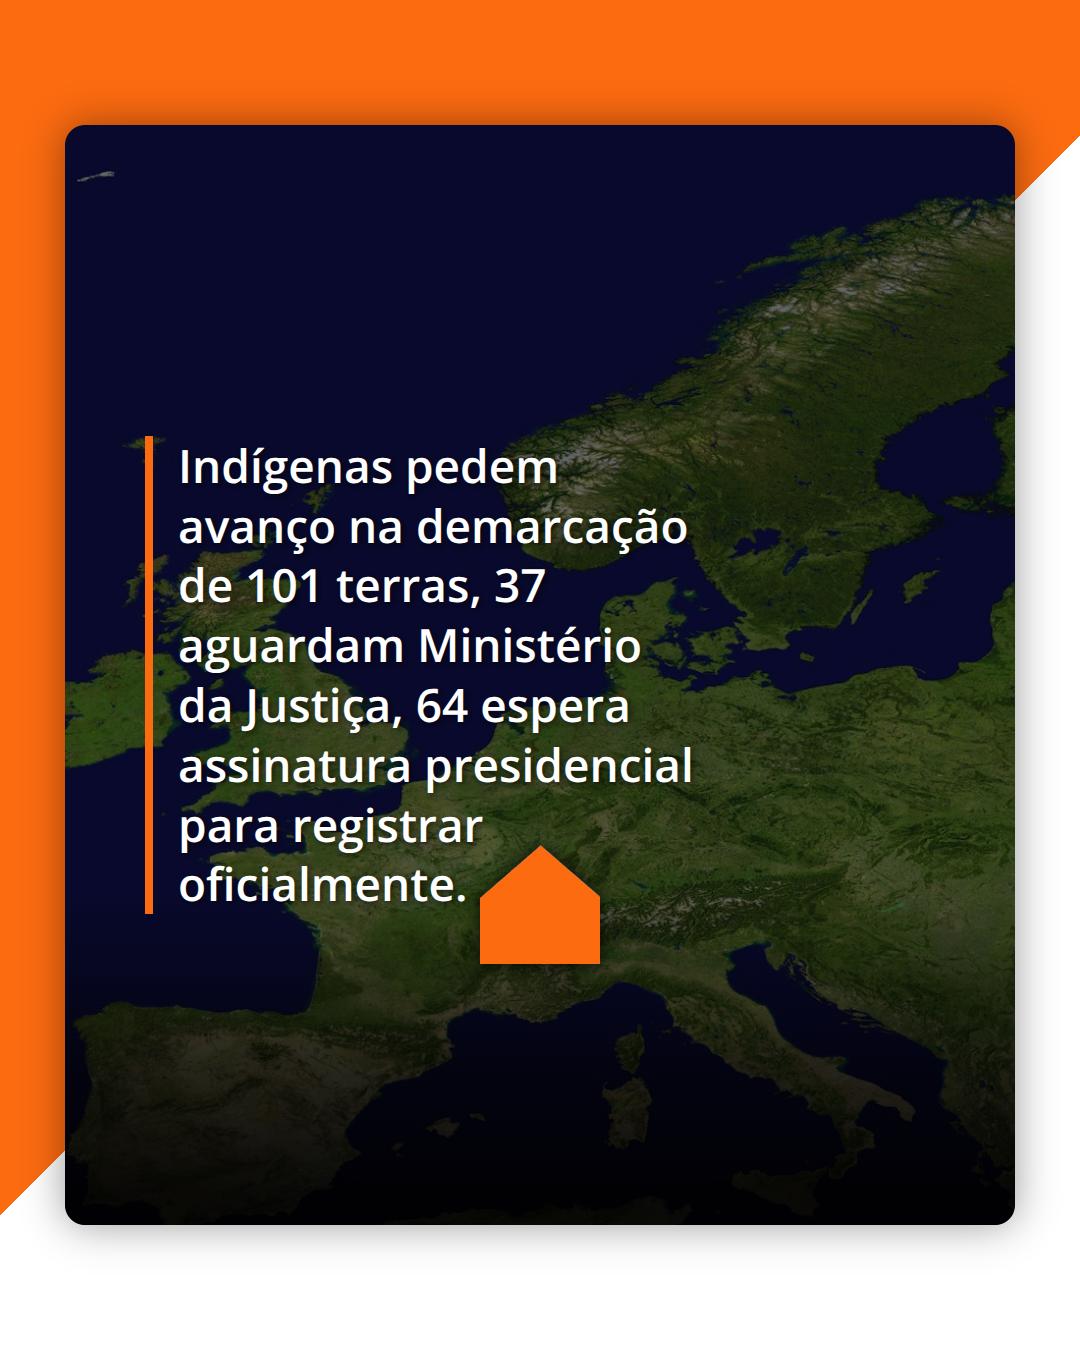 Indígenas pedem
avanço na demarcação
de 101 terras, 37
aguardam Ministério
da Justiça, 64 espera
assinatura presidencial
para registrar
oficialmente.